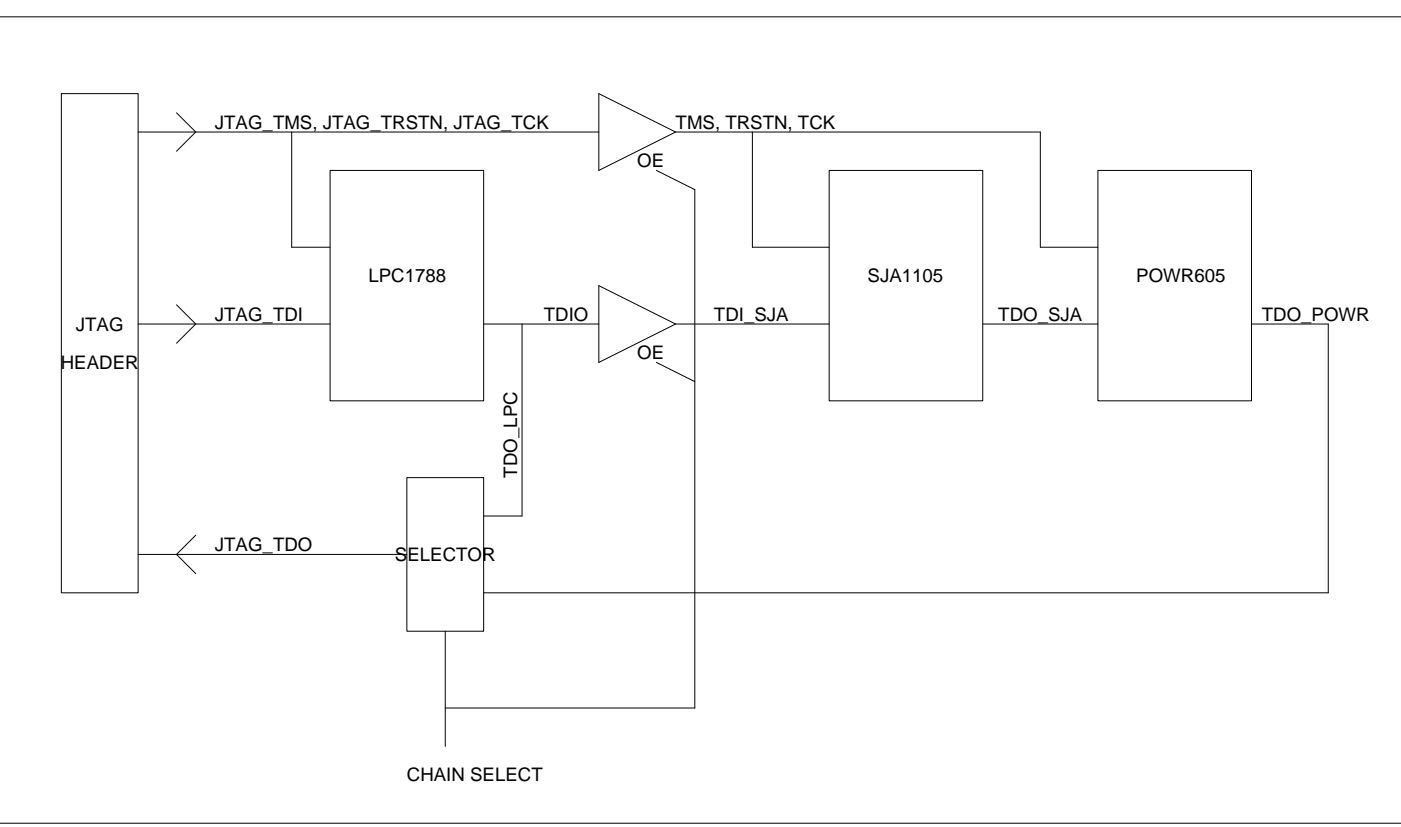 JTAG_TMS, JTAG_TRSTN, JTAG_TCK
TMS, TRSTN, TCK
OE
LPC1788
SJA1105
POWR605
JTAG
HEADER
JTAG_TDI
TDIO
TDI_SJA
TDO_SJA
TDO_POWR
OE
TDO_LPC
JTAG_TDO
SELECTOR
CHAIN SELECT